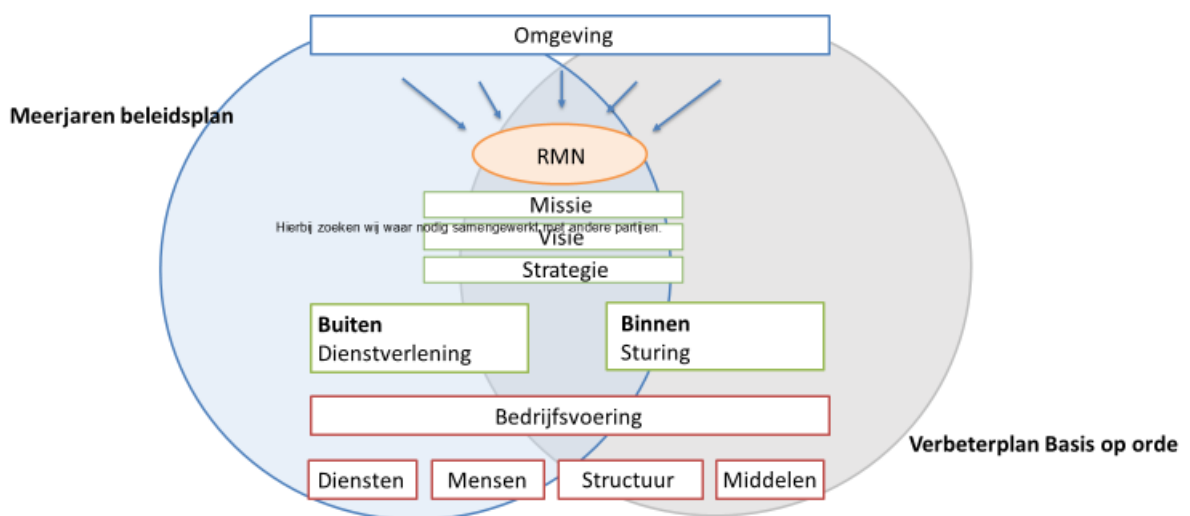 Omgeving
Meerjaren beleidsplan
RMN
Missie
Hierbij zoeken wij waar nodig samengewerkt met andere partijen.
Visie
Strategie
Buiten
Dienstverlening
Binnen
Sturing
Bedrijfsvoering
Verbeterplan Basis op orde
Diensten
Mensen
Structuur
Middelen